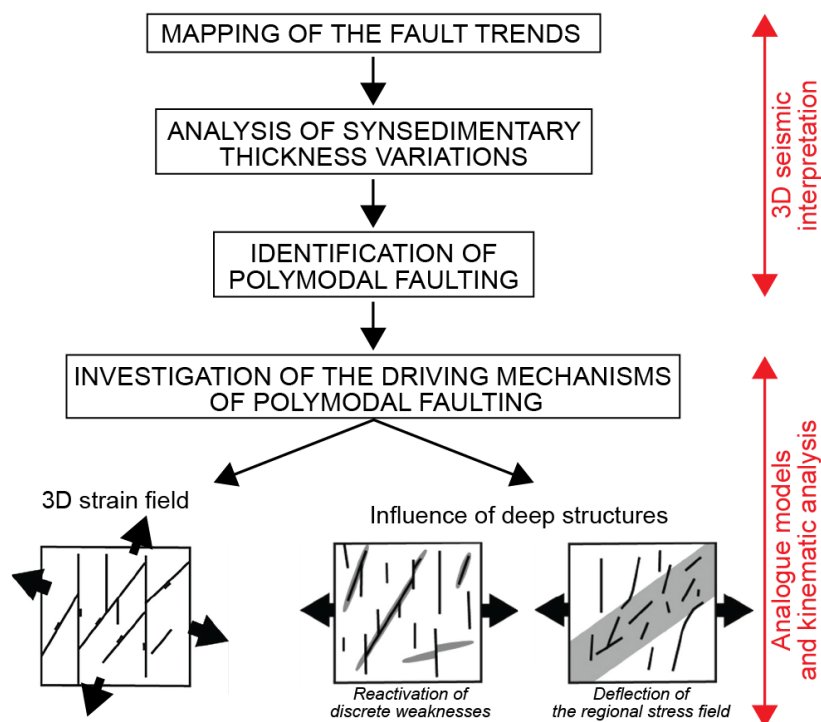 MAPPING OF THE FAULT TRENDS
ANALYSIS OF SYNSEDIMENTARY
THICKNESS VARIATIONS
IDENTIFICATION OF
POLYMODAL FAULTING
3D seismic
interpretation
INVESTIGATION OF THE DRIVING MECHANISMS
OF POLYMODAL FAULTING
3D strain field
Influence of deep structures
Reactivation of
discrete weaknesses
Deflection of
the regional stress field
Analogue models
and kinematic analysis